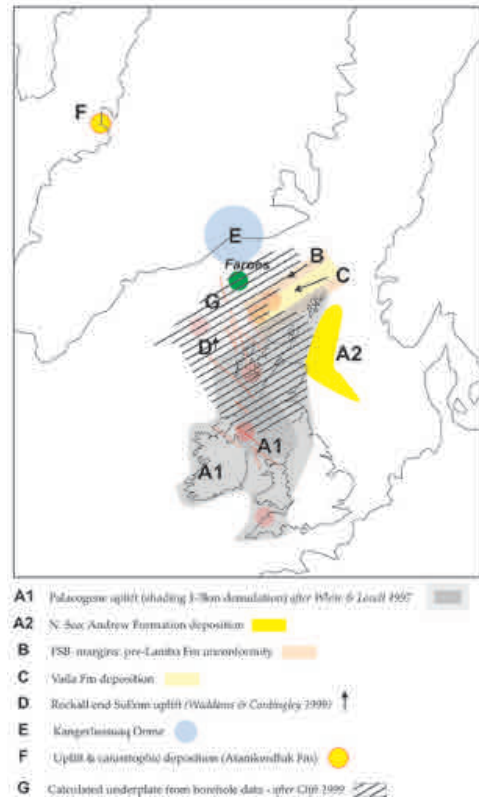 F
E
B
Faroes
C
G
D
A2
A1
A1
A1 Palaeogene uplift (shading 1-3km denudation) after White & Lovell 1997
A2 N. Sea: Andrew Formation deposition
B FSB margins: pre-Lamba Fm unconformity
C Vaila Fm deposition
D Rockall and Solan uplift (Waddams & Cordingley 1999)
E Kangerlussuaq Dome
F Uplift & catastrophic deposition (Atanikerdluk Fm)
G Calculated underplate from borehole data - after Clift 1999